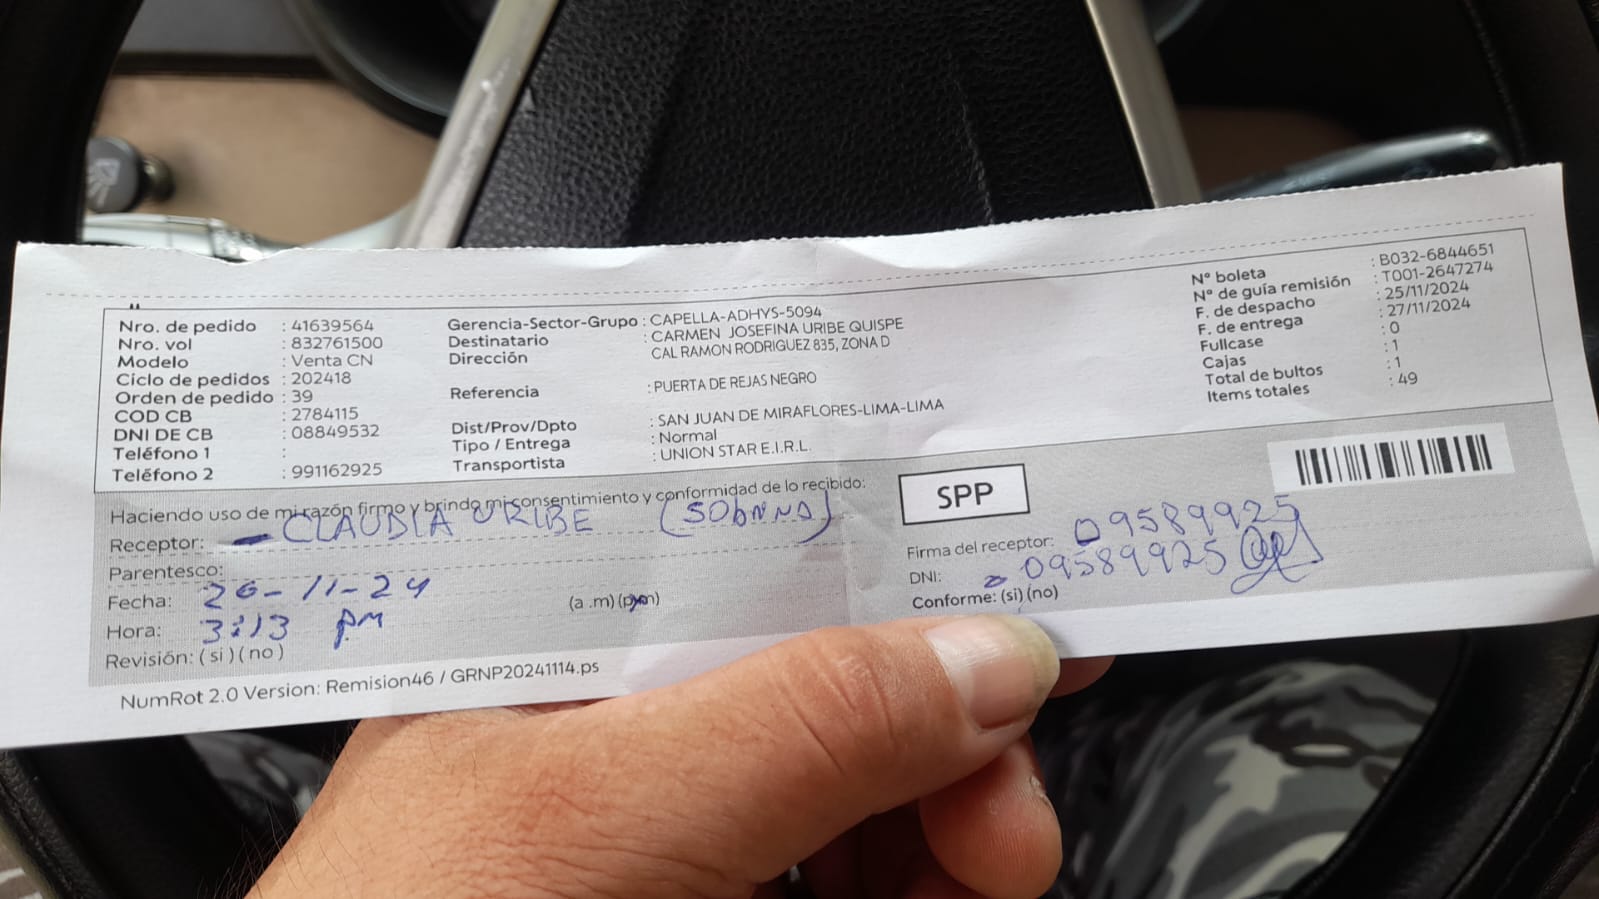 Nro. de pedido : 41639564
Nro. vol : 832761500
Modelo : Venta CN
Ciclo de pedidos : 202418
Orden de pedido : 39
COD CB : 2784115
DNI DE CB : 08849532
Teléfono 1 :
Teléfono 2 : 991162925
Gerencia-Sector-Grupo : CAPELLA-ADHYS-5094
Destinatario : CARMEN JOSEFINA URIBE QUISPE
Dirección CAL RAMON RODRIGUEZ 835, ZONA D
Referencia : PUERTA DE REJAS NEGRO
Dist/Prov/Dpto : SAN JUAN DE MIRAFLORES-LIMA-LIMA
Tipo / Entrega : Normal
Transportista : UNION STAR E.I.R.L.
N° boleta : B032-6844651
N° de guía remisión : T001-2647274
F. de despacho : 25/11/2024
F. de entrega : 27/11/2024
Fullcase : 0
Cajas : 1
Total de bultos : 1
Items totales : 49
Haciendo uso de mi razón firmo y brindo mi consentimiento y conformidad de lo recibido:
Receptor: CLAUDIA URIBE (SObRINA)
Parentesco:
Fecha: 26-11-24
Hora: 3:13 pm (a .m) (p.m)
Revisión: ( si ) ( no )
SPP
Firma del receptor: 09589925
DNI: 09589925
Conforme: (si) (no)
NumRot 2.0 Version: Remision46 / GRNP20241114.ps